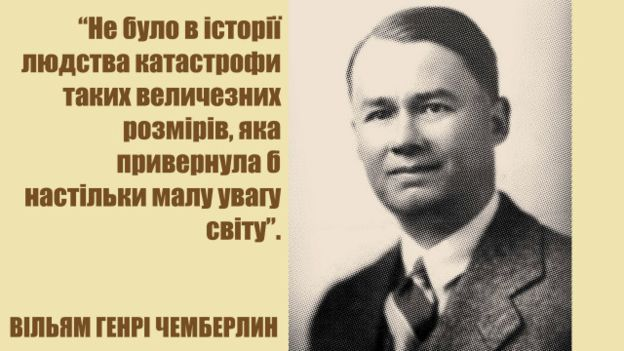 “Не було в історії
людства катастрофи
таких величезних
розмірів, яка
привернула б
настільки малу увагу
світу”.
ВІЛЬЯМ ГЕНРІ ЧЕМБЕРЛИН